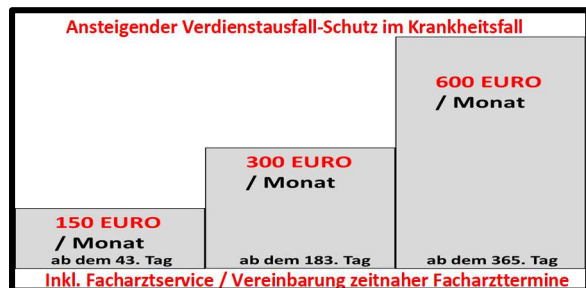 Ansteigender Verdienstausfall-Schutz im Krankheitsfall
150 EURO
/ Monat
ab dem 43. Tag
300 EURO
/ Monat
ab dem 183. Tag
600 EURO
/ Monat
ab dem 365. Tag
Inkl. Facharztservice / Vereinbarung zeitnaher Facharzttermine